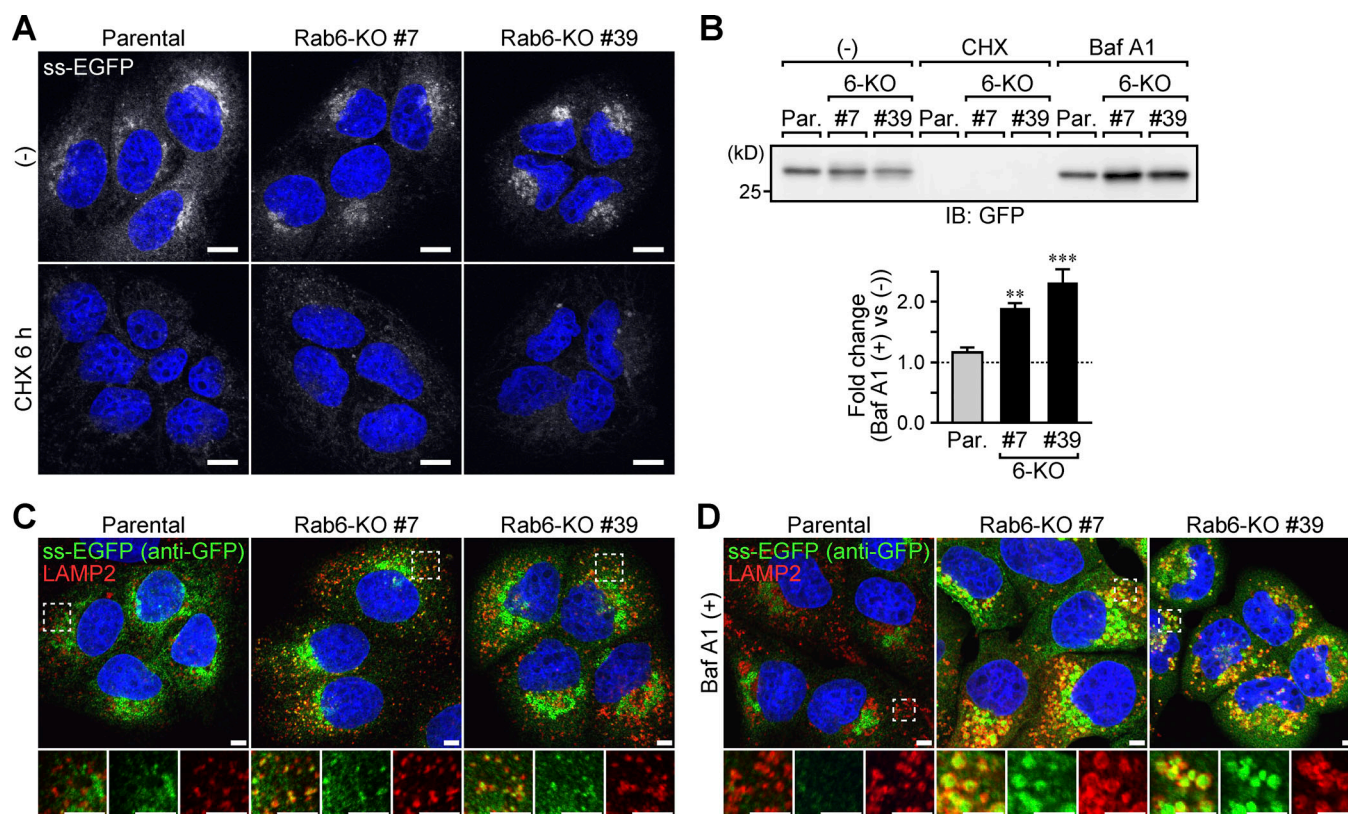 A
Parental
Rab6-KO #7
Rab6-KO #39
ss-EGFP
(-)
CHX 6 h
B
(-)
CHX
Baf A1
6-KO
6-KO
6-KO
Par.
#7
#39
Par.
#7
#39
Par.
#7
#39
(kD)
25
IB: GFP
Fold change
(Baf A1 (+) vs (-))
2.0
1.0
0.0
**
***
Par.
#7
#39
6-KO
C
Parental
Rab6-KO #7
Rab6-KO #39
ss-EGFP (anti-GFP)
LAMP2
D
Parental
Rab6-KO #7
Rab6-KO #39
Baf A1 (+)
ss-EGFP (anti-GFP)
LAMP2